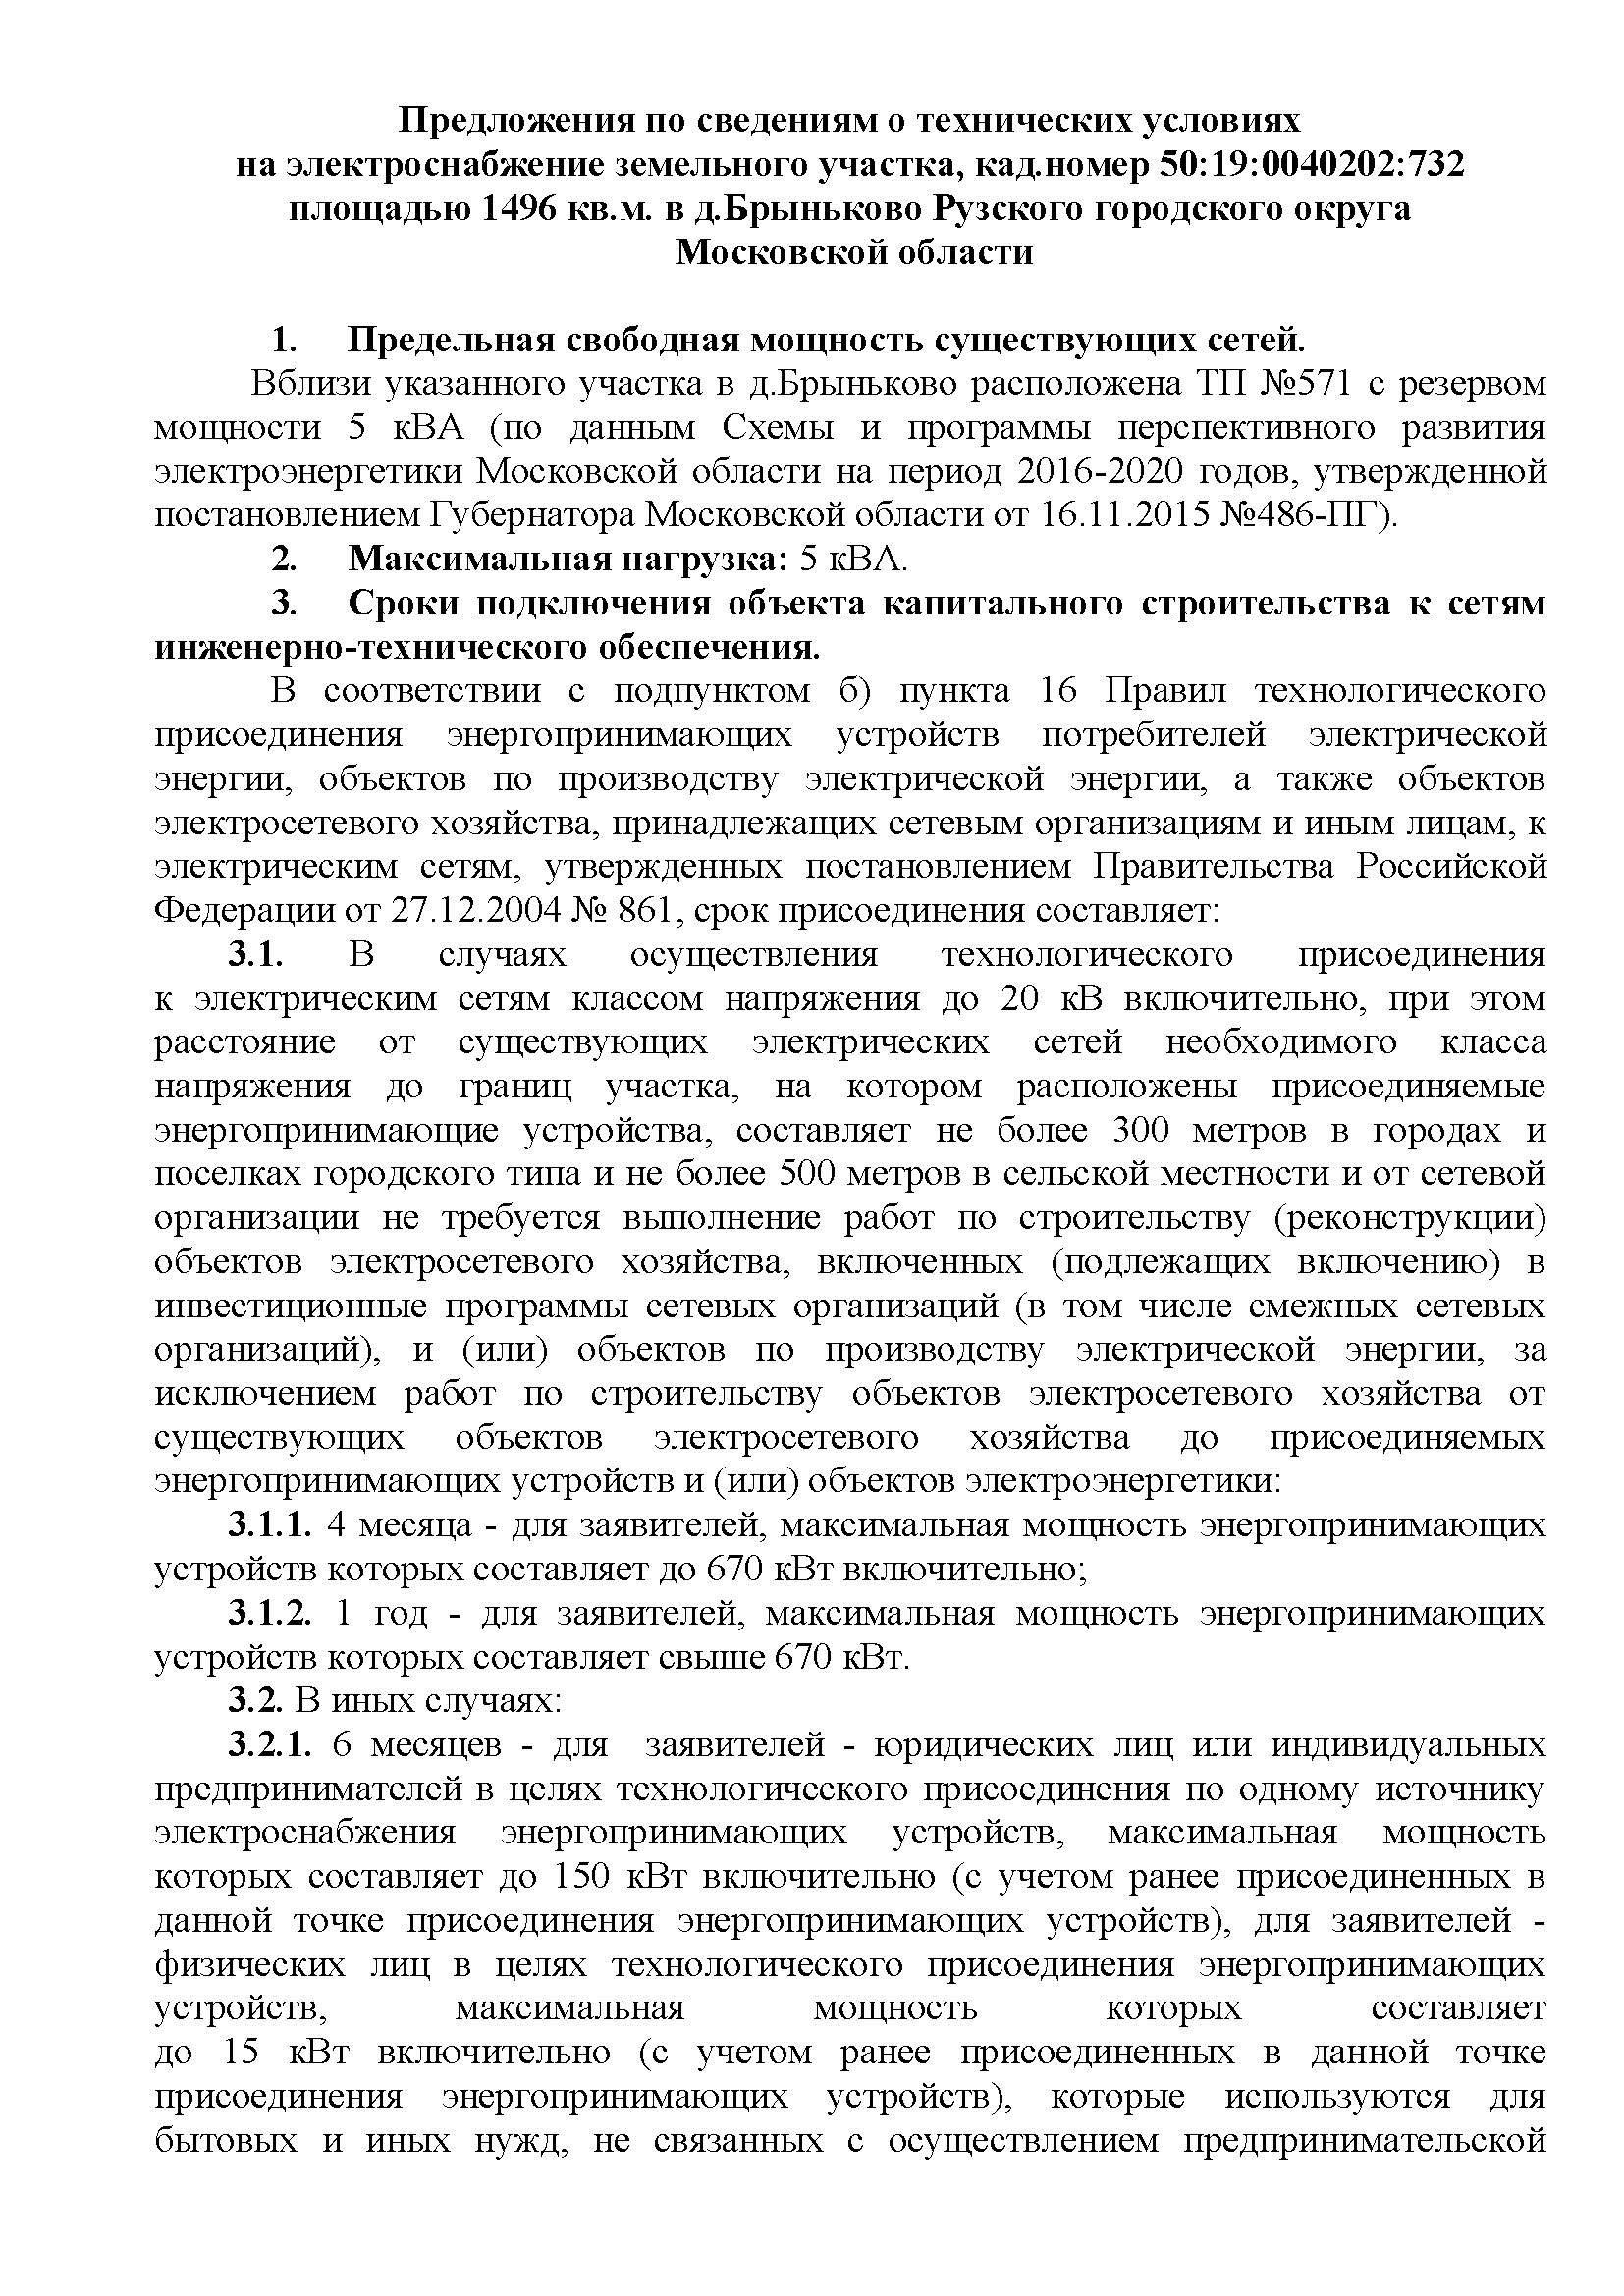 Предложения по сведениям о технических условиях
на электроснабжение земельного участка, кад.номер 50:19:0040202:732
площадью 1496 кв.м. в д.Брыньково Рузского городского округа
Московской области
1. Предельная свободная мощность существующих сетей.
Вблизи указанного участка в д.Брыньково расположена ТП №571 с резервом
мощности 5 кВА (по данным Схемы и программы перспективного развития
электроэнергетики Московской области на период 2016-2020 годов, утвержденной
постановлением Губернатора Московской области от 16.11.2015 №486-ПГ).
2. Максимальная нагрузка: 5 кВА.
3. Сроки подключения объекта капитального строительства к сетям
инженерно-технического обеспечения.
В соответствии с подпунктом б) пункта 16 Правил технологического
присоединения энергопринимающих устройств потребителей электрической
энергии, объектов по производству электрической энергии, а также объектов
электросетевого хозяйства, принадлежащих сетевым организациям и иным лицам, к
электрическим сетям, утвержденных постановлением Правительства Российской
Федерации от 27.12.2004 № 861, срок присоединения составляет:
3.1. В случаях осуществления технологического присоединения
к электрическим сетям классом напряжения до 20 кВ включительно, при этом
расстояние от существующих электрических сетей необходимого класса
напряжения до границ участка, на котором расположены присоединяемые
энергопринимающие устройства, составляет не более 300 метров в городах и
поселках городского типа и не более 500 метров в сельской местности и от сетевой
организации не требуется выполнение работ по строительству (реконструкции)
объектов электросетевого хозяйства, включенных (подлежащих включению) в
инвестиционные программы сетевых организаций (в том числе смежных сетевых
организаций), и (или) объектов по производству электрической энергии, за
исключением работ по строительству объектов электросетевого хозяйства от
существующих объектов электросетевого хозяйства до присоединяемых
энергопринимающих устройств и (или) объектов электроэнергетики:
3.1.1. 4 месяца - для заявителей, максимальная мощность энергопринимающих
устройств которых составляет до 670 кВт включительно;
3.1.2. 1 год - для заявителей, максимальная мощность энергопринимающих
устройств которых составляет свыше 670 кВт.
3.2. В иных случаях:
3.2.1. 6 месяцев - для заявителей - юридических лиц или индивидуальных
предпринимателей в целях технологического присоединения по одному источнику
электроснабжения энергопринимающих устройств, максимальная мощность
которых составляет до 150 кВт включительно (с учетом ранее присоединенных в
данной точке присоединения энергопринимающих устройств), для заявителей -
физических лиц в целях технологического присоединения энергопринимающих
устройств, максимальная мощность которых составляет
до 15 кВт включительно (с учетом ранее присоединенных в данной точке
присоединения энергопринимающих устройств), которые используются для
бытовых и иных нужд, не связанных с осуществлением предпринимательской